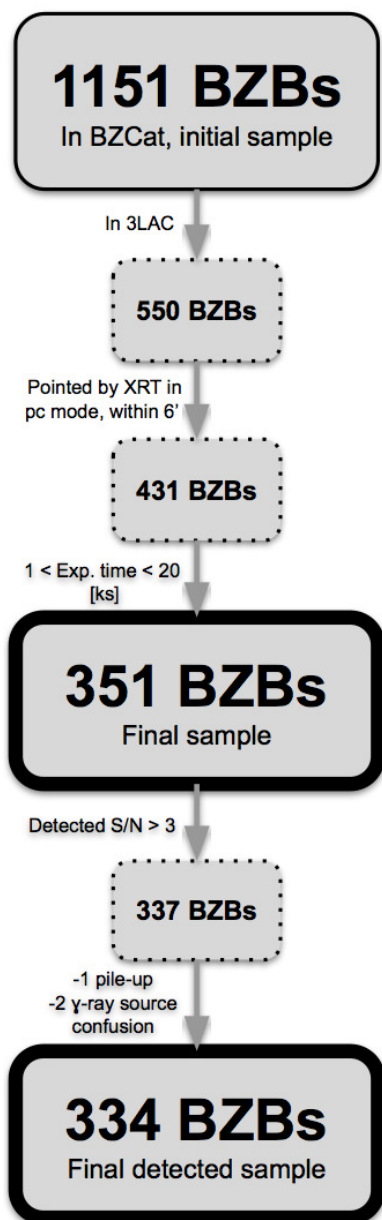 1151 BZBs
In BZCat, initial sample
In 3LAC
550 BZBs
Pointed by XRT in
pc mode, within 6'
431 BZBs
1 < Exp. time < 20
[ks]
351 BZBs
Final sample
Detected S/N > 3
337 BZBs
-1 pile-up
-2 γ-ray source
confusion
334 BZBs
Final detected sample